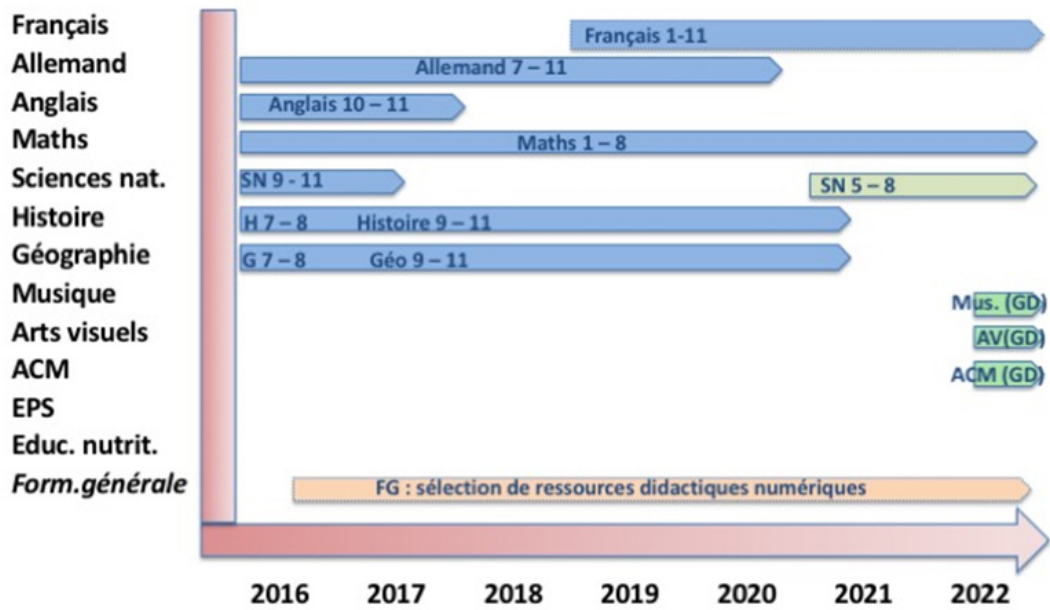 Français Français 1-11
Allemand Allemand 7 – 11
Anglais Anglais 10 – 11
Maths Maths 1 – 8
Sciences nat. SN 9 - 11 SN 5 – 8
Histoire H 7 – 8 Histoire 9 – 11
Géographie G 7 – 8 Géo 9 – 11
Musique Mus. (GD)
Arts visuels AV(GD)
ACM ACM (GD)
EPS
Educ. nutrit.
Form.générale FG : sélection de ressources didactiques numériques
2016 2017 2018 2019 2020 2021 2022